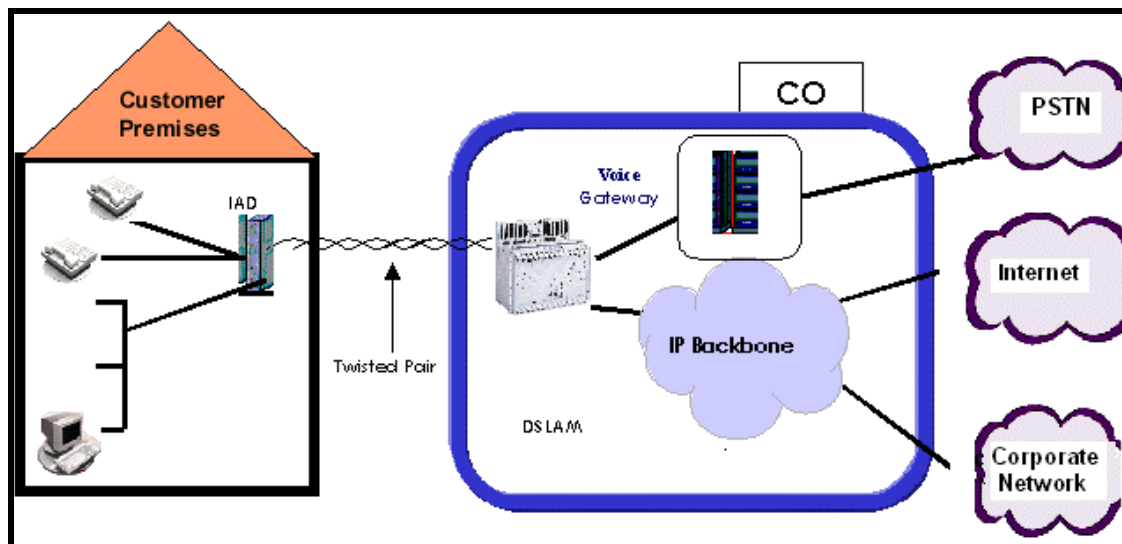 Customer
Premises
IAD
Twisted Pair
CO
Voice
Gateway
IP Backbone
DSLAM
PSTN
Internet
Corporate
Network